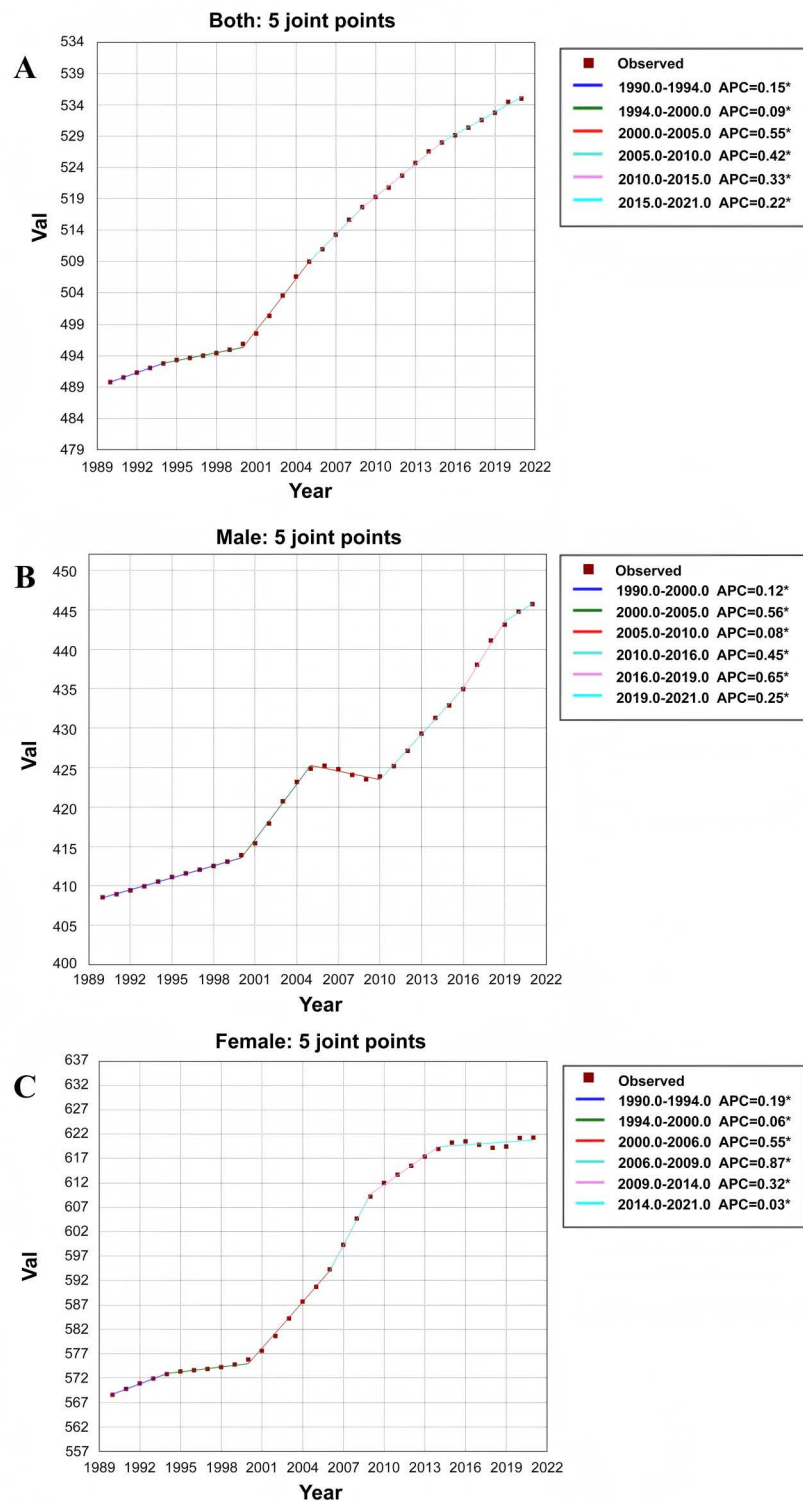 Both: 5 joint points
A
534
539
534
529
524
519
514
509
504
499
494
489
484
479
Val
1989 1992 1995 1998 2001 2004 2007 2010 2013 2016 2019 2022
Year
Observed
1990.0-1994.0 APC=0.15*
1994.0-2000.0 APC=0.09*
2000.0-2005.0 APC=0.55*
2005.0-2010.0 APC=0.42*
2010.0-2015.0 APC=0.33*
2015.0-2021.0 APC=0.22*
Male: 5 joint points
B
450
445
440
435
430
425
420
415
410
405
400
Val
1989 1992 1995 1998 2001 2004 2007 2010 2013 2016 2019 2022
Year
Observed
1990.0-2000.0 APC=0.12*
2000.0-2005.0 APC=0.56*
2005.0-2010.0 APC=0.08*
2010.0-2016.0 APC=0.45*
2016.0-2019.0 APC=0.65*
2019.0-2021.0 APC=0.25*
Female: 5 joint points
C
637
632
627
622
617
612
607
602
597
592
587
582
577
572
567
562
557
Val
1989 1992 1995 1998 2001 2004 2007 2010 2013 2016 2019 2022
Year
Observed
1990.0-1994.0 APC=0.19*
1994.0-2000.0 APC=0.06*
2000.0-2006.0 APC=0.55*
2006.0-2009.0 APC=0.87*
2009.0-2014.0 APC=0.32*
2014.0-2021.0 APC=0.03*